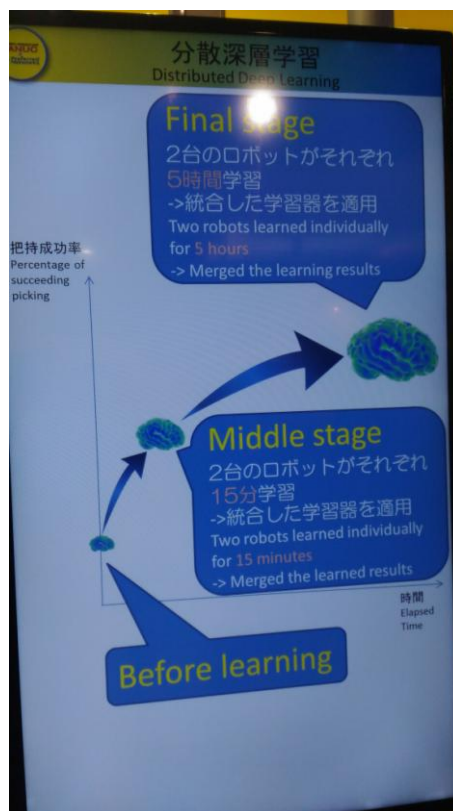 分散深層学習
Distributed Deep Learning
Final stage
2台のロボットがそれぞれ
5時間学習
->統合した学習器を適用
Two robots learned individually
for 5 hours
-> Merged the learning results
把持成功率
Percentage of
succeeding
picking
Middle stage
2台のロボットがそれぞれ
15分学習
->統合した学習器を適用
Two robots learned individually
for 15 minutes
-> Merged the learned results
時間
Elapsed
Time
Before learning